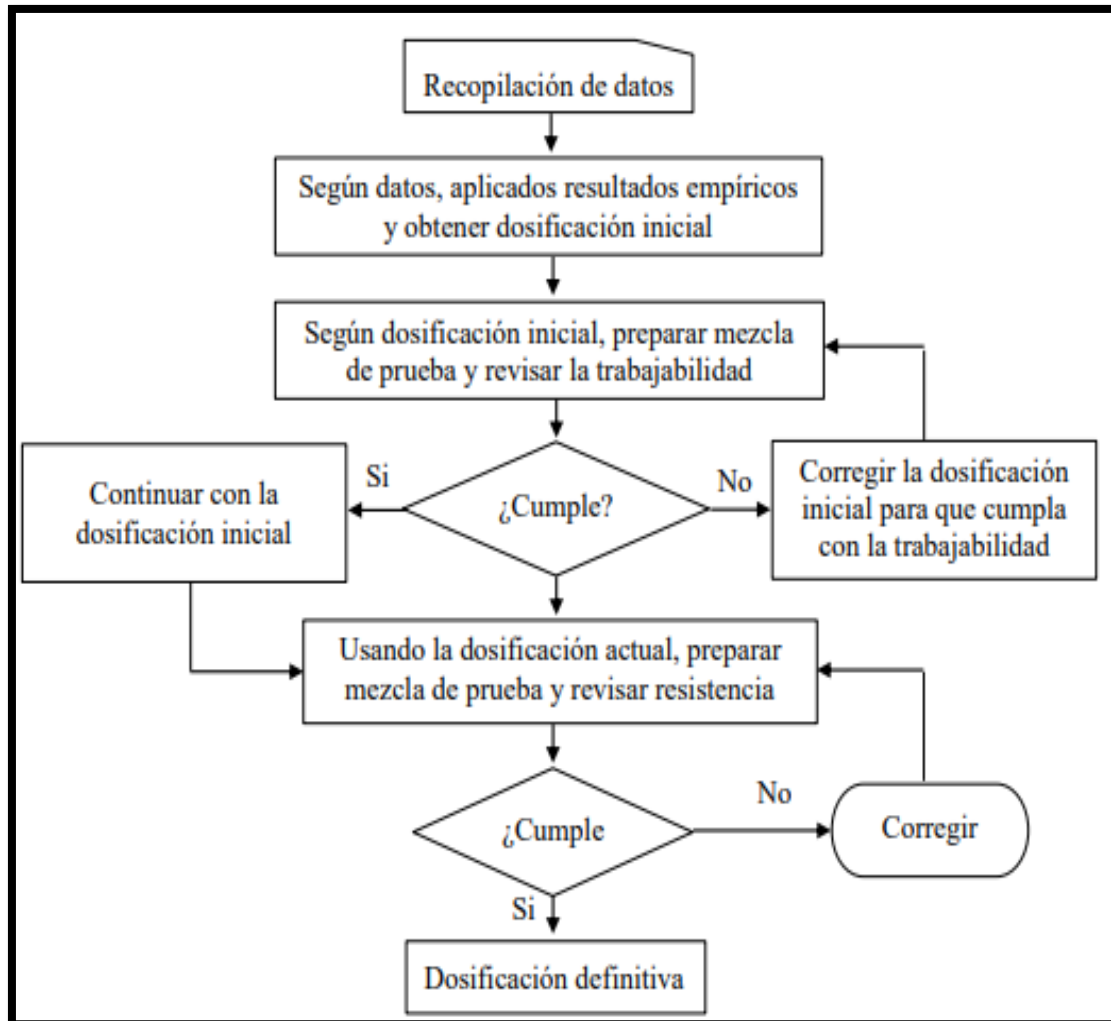 Recopilación de datos
Según datos, aplicados resultados empíricos
y obtener dosificación inicial
Según dosificación inicial, preparar mezcla
de prueba y revisar la trabajabilidad
Continuar con la
dosificación inicial
Si
¿Cumple?
No
Corregir la dosificación
inicial para que cumpla
con la trabajabilidad
Usando la dosificación actual, preparar
mezcla de prueba y revisar resistencia
¿Cumple
No
Corregir
Si
Dosificación definitiva